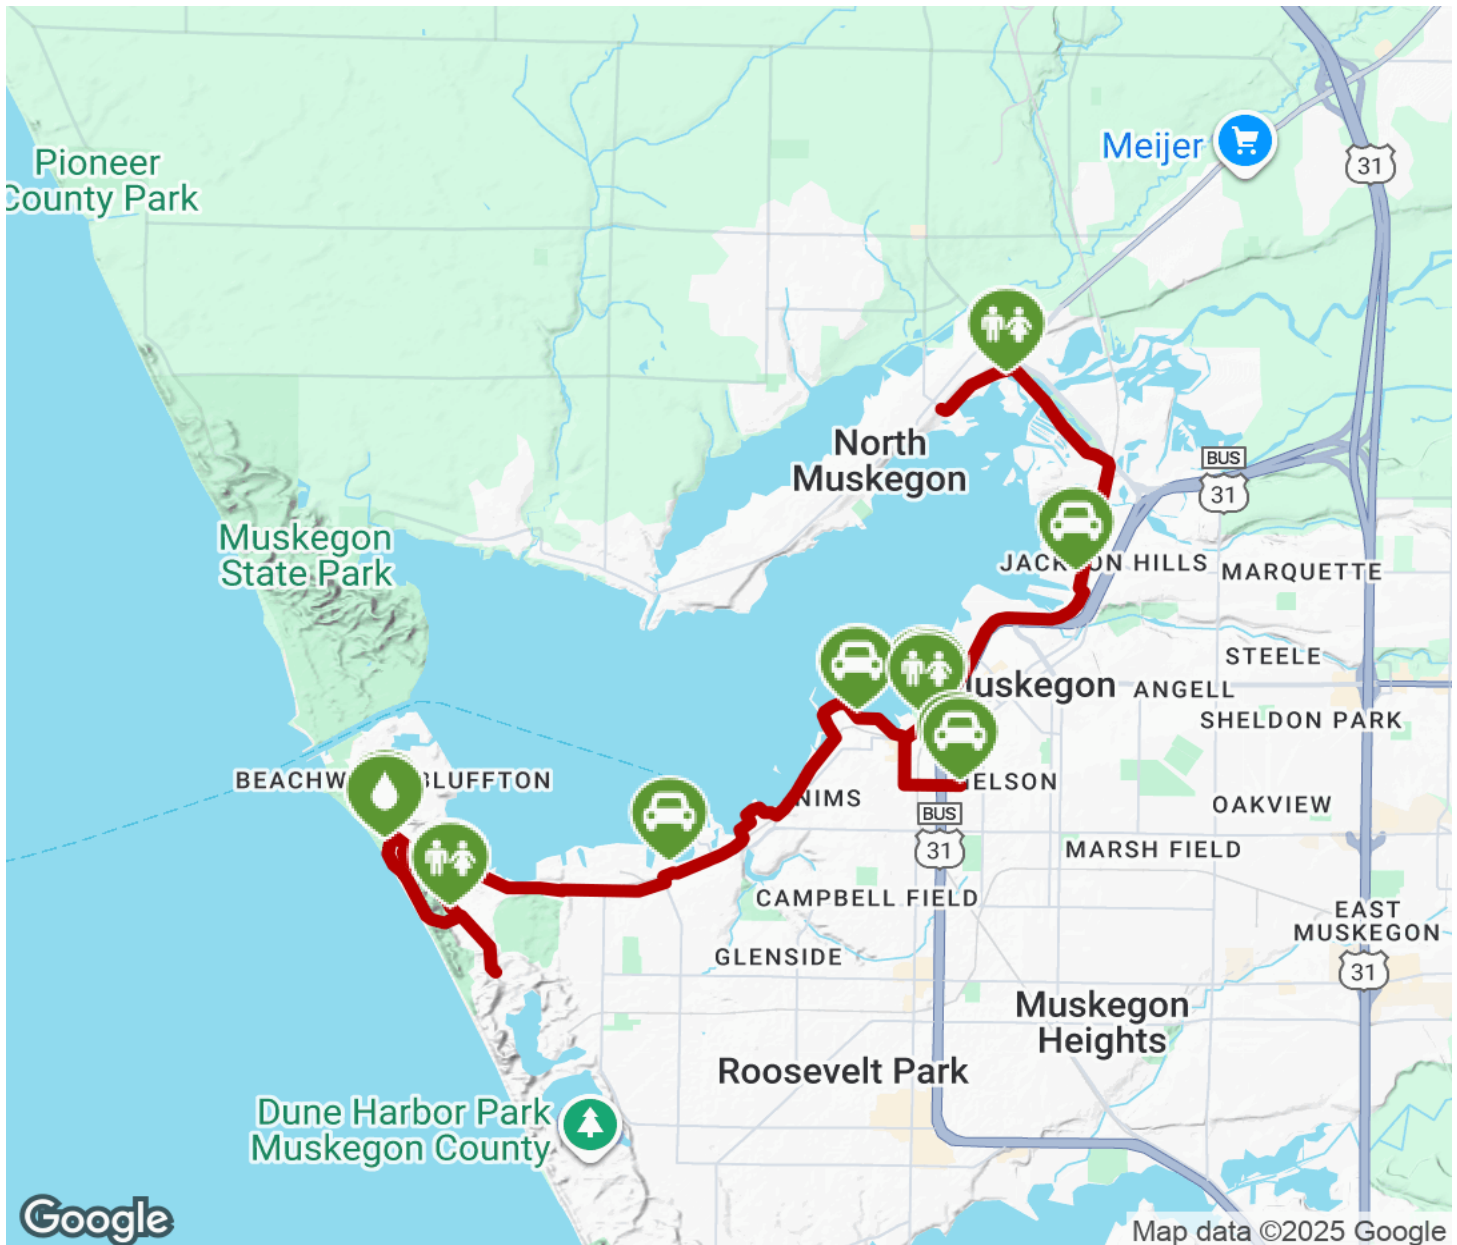 Meijer
31
Pioneer
County Park
North
Muskegon
BUS
31
Muskegon
State Park
JACK ON HILLS
MARQUETTE
STEELE
uskegon
ANGELL
SHELDON PARK
BEACHW
BLUFFTON
NIMS
ELSON
OAKVIEW
BUS
31
MARSH FIELD
CAMPBELL FIELD
EAST
MUSKEGON
GLENSIDE
31
Muskegon
Heights
Roosevelt Park
Dune Harbor Park
Muskegon County
Google
Map data ©2025 Google